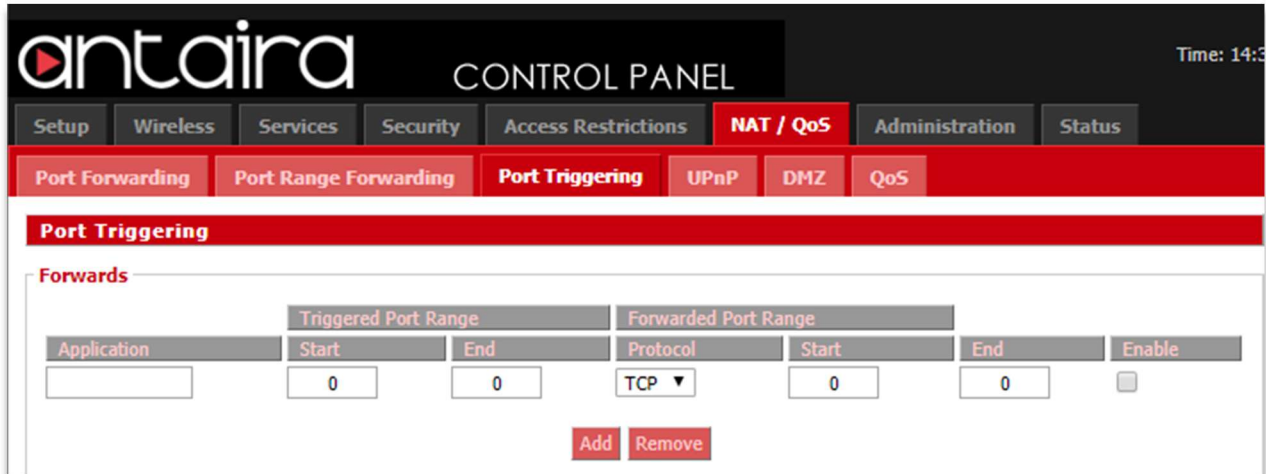 antaira CONTROL PANEL
Time: 14:3
Setup Wireless Services Security Access Restrictions NAT / QoS Administration Status
Port Forwarding Port Range Forwarding Port Triggering UPnP DMZ QoS
Port Triggering
Forwards
Triggered Port Range Forwarded Port Range
Application Start End Protocol Start End Enable
0 0 TCP 0 0
Add Remove